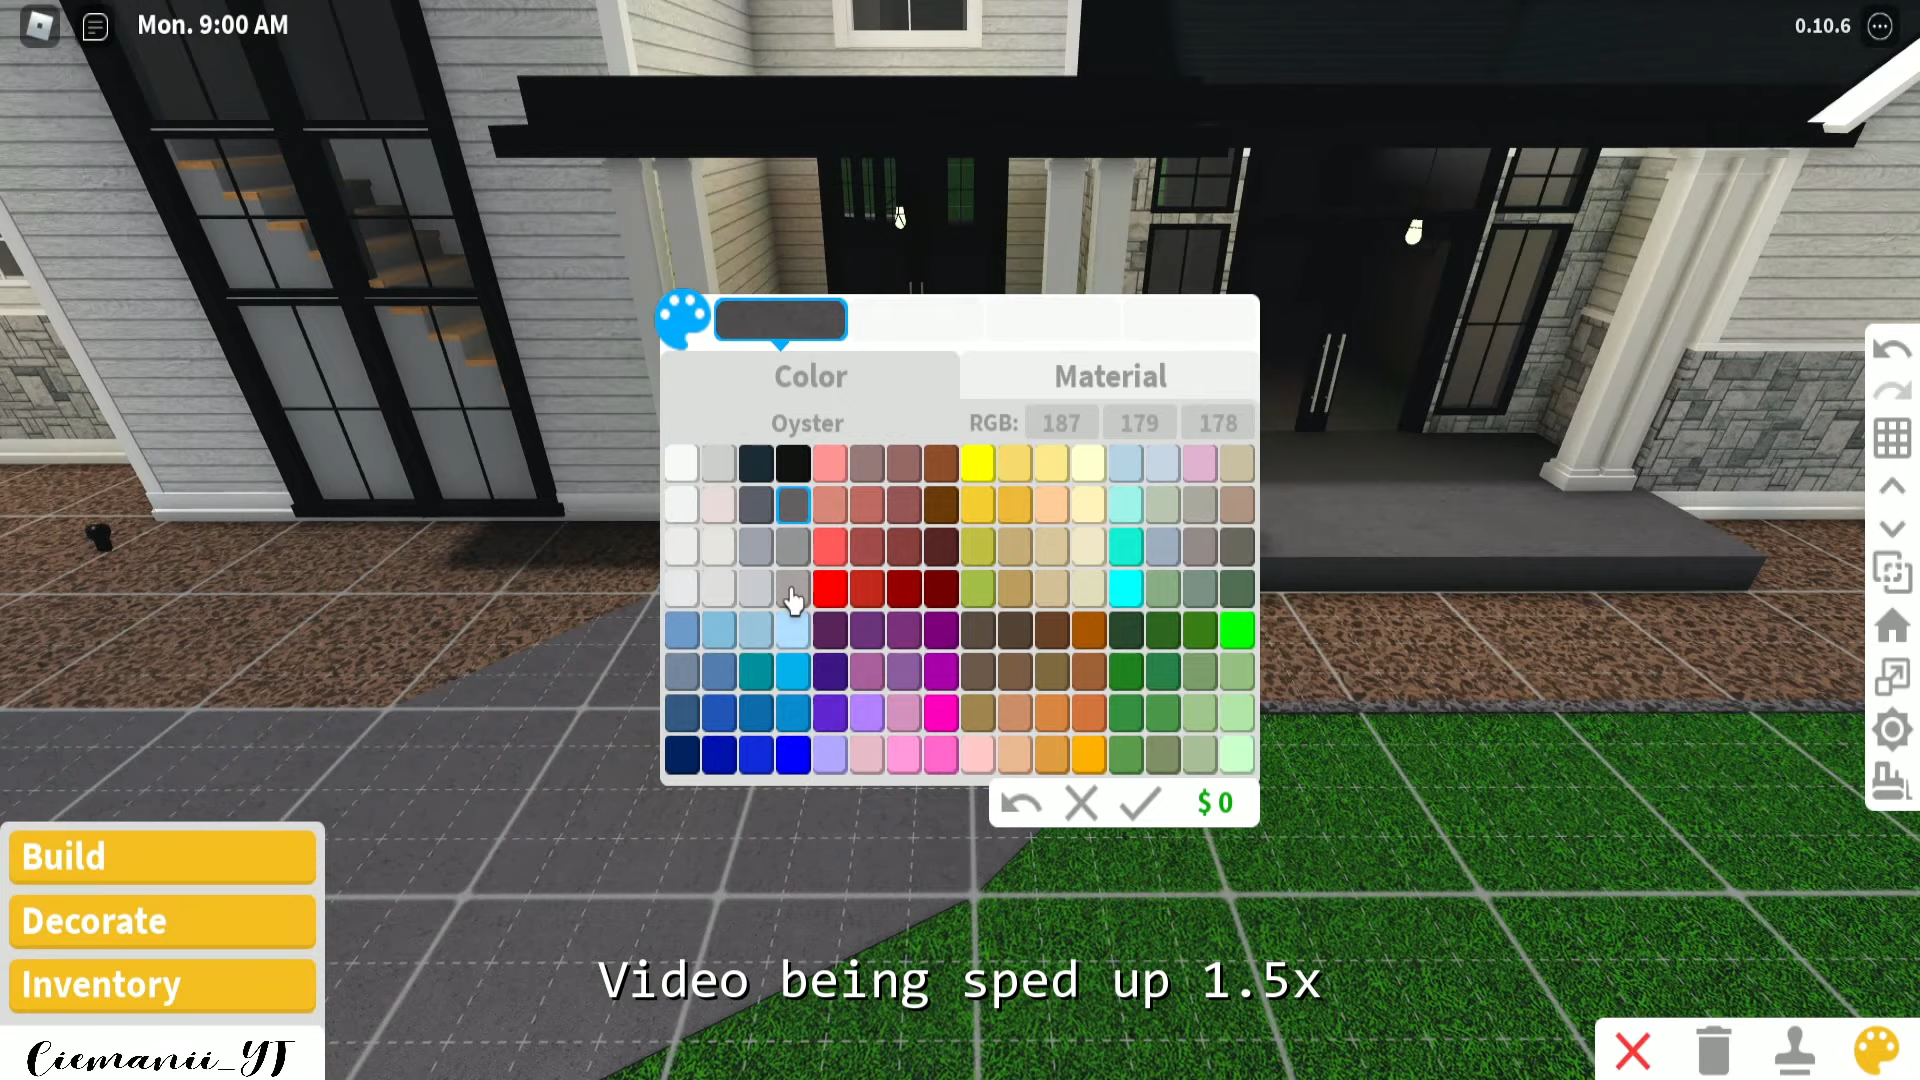 Mon. 9:00 AM
0.10.6
Color
Material
Oyster
RGB: 187 179 178
$ 0
Build
Decorate
Inventory
Video being sped up 1.5x
Ciemanii_YT